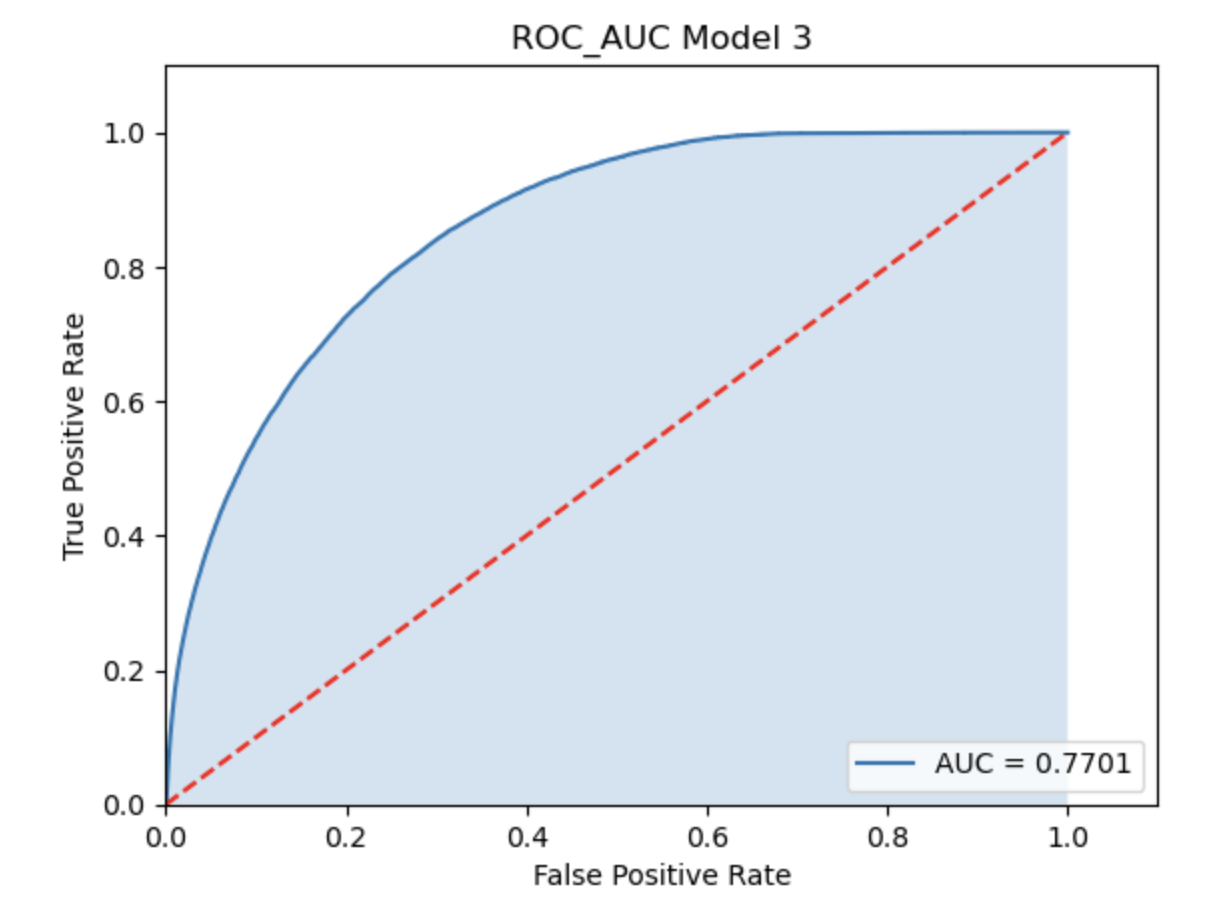 ROC_AUC Model 3
True Positive Rate
1.0
0.8
0.6
0.4
0.2
0.0
AUC = 0.7701
0.0 0.2 0.4 0.6 0.8 1.0
False Positive Rate